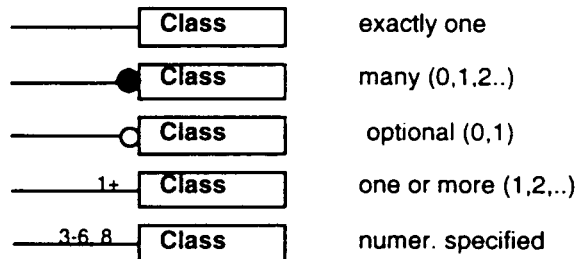 Class exactly one
Class many (0,1,2..)
Class optional (0,1)
1+ Class one or more (1,2,..)
3-6, 8 Class numer. specified